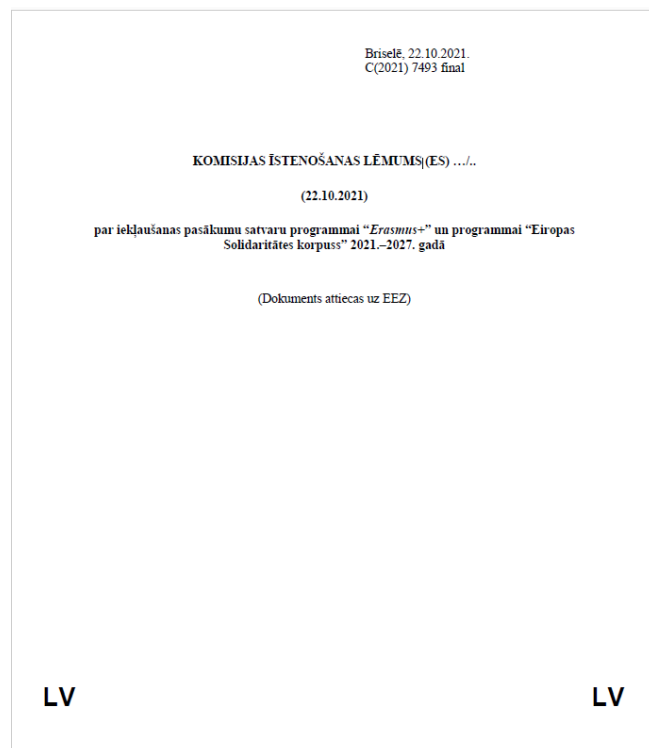 Briselē, 22.10.2021.
C(2021) 7493 final
KOMISIJAS ĪSTENOŠANAS LĒMUMS (ES) …/..
(22.10.2021)
par iekļaušanas pasākumu satvaru programmai “Erasmus+” un programmai “Eiropas
Solidaritātes korpuss” 2021.–2027. gadā
(Dokuments attiecas uz EEZ)
LV LV